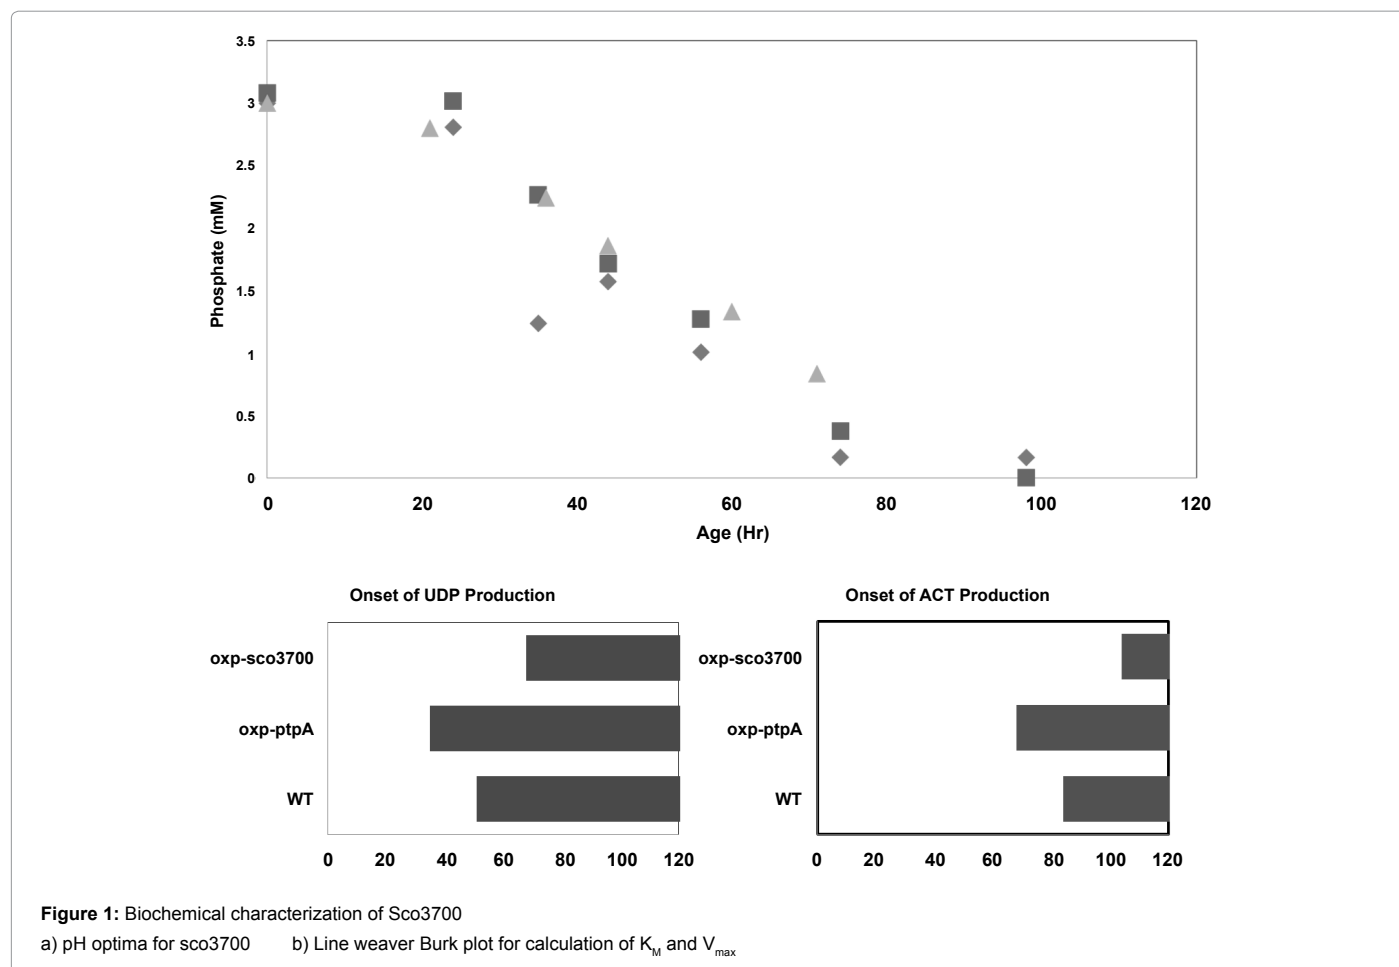 3.5
3
2.5
2
1.5
1
0.5
0
Phosphate (mM)
0 20 40 60 80 100 120
Age (Hr)
Onset of UDP Production
oxp-sco3700
oxp-ptpA
WT
0 20 40 60 80 100 120
Onset of ACT Production
oxp-sco3700
oxp-ptpA
WT
0 20 40 60 80 100 120
Figure 1: Biochemical characterization of Sco3700
a) pH optima for sco3700 b) Line weaver Burk plot for calculation of KM and Vmax